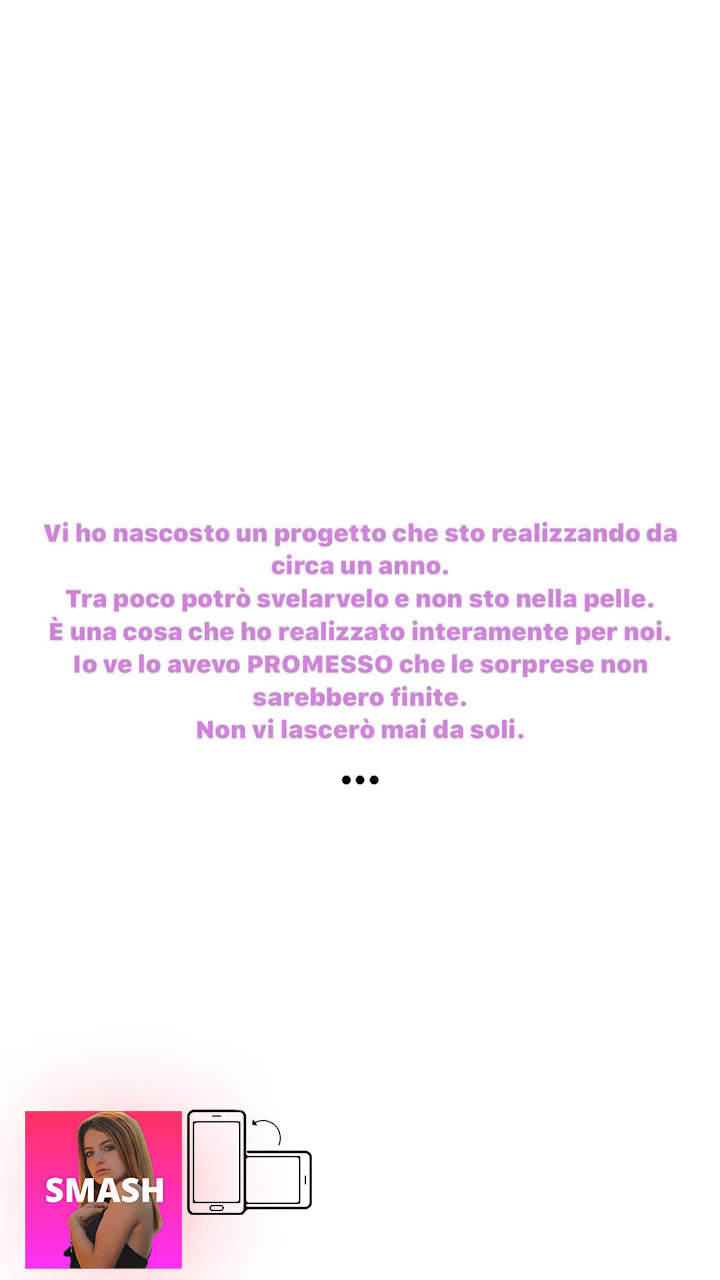 Vi ho nascosto un progetto che sto realizzando da
circa un anno.
Tra poco potrò svelarvelo e non sto nella pelle.
È una cosa che ho realizzato interamente per noi.
Io ve lo avevo PROMESSO che le sorprese non
sarebbero finite.
Non vi lascerò mai da soli.
...
SMASH